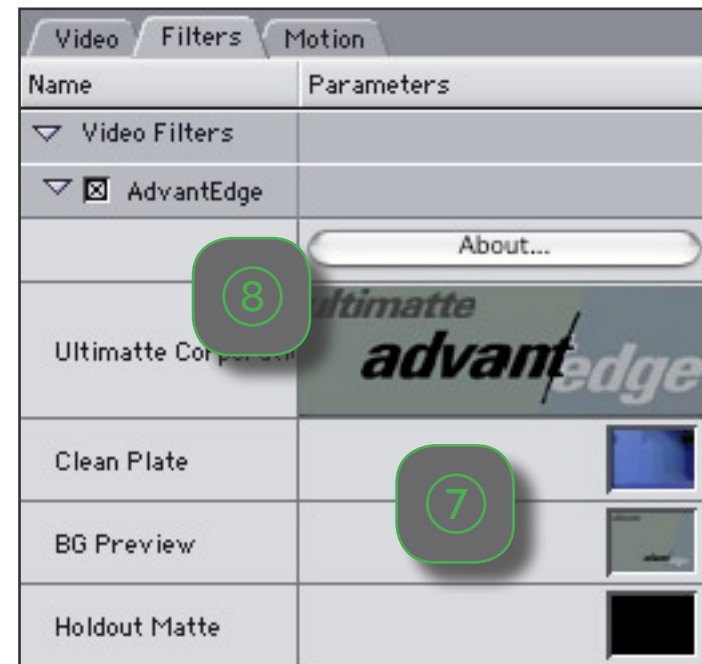 Video Filters Motion
Name Parameters
Video Filters
AdvantEdge
About...
8
ultimatte
Ultimatte
advantedge
Clean Plate
7
BG Preview
Holdout Matte